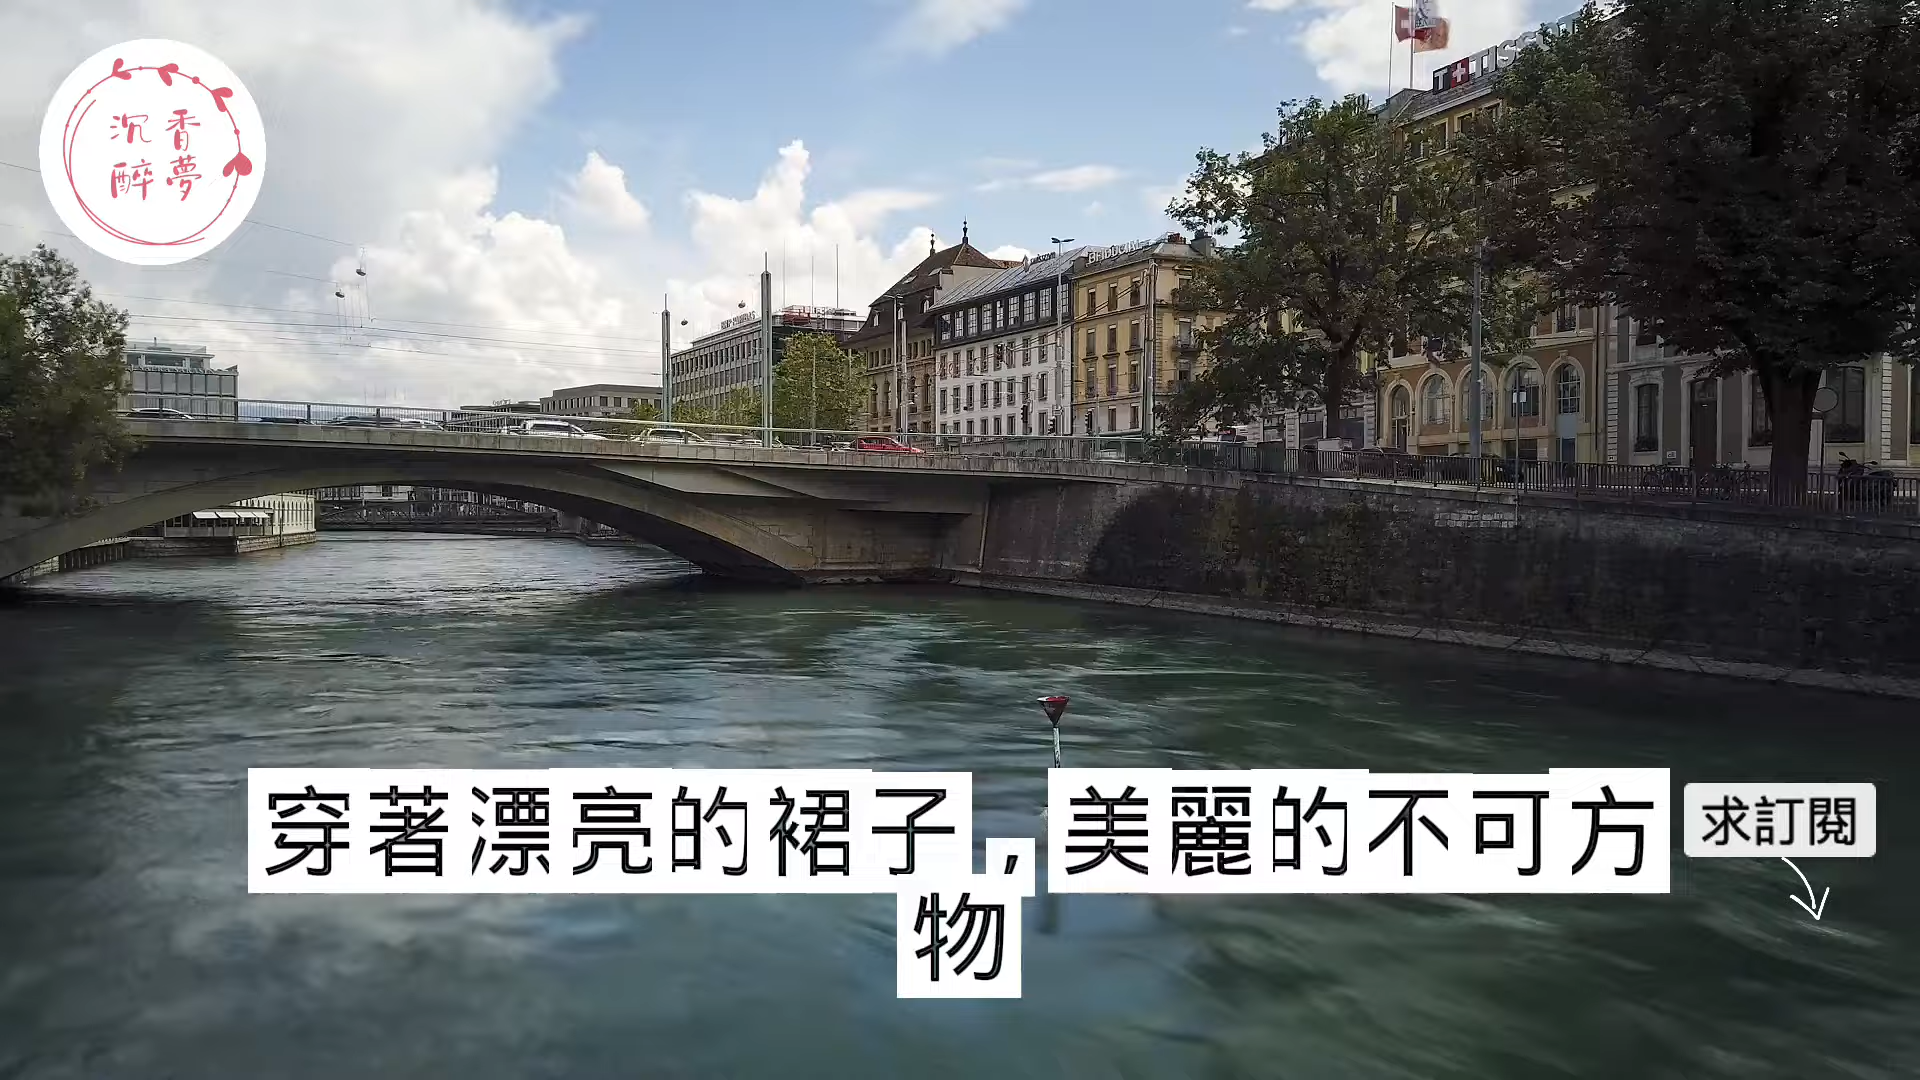 沉香
醉夢
穿著漂亮的裙子，美麗的不可方
物
求訂閱